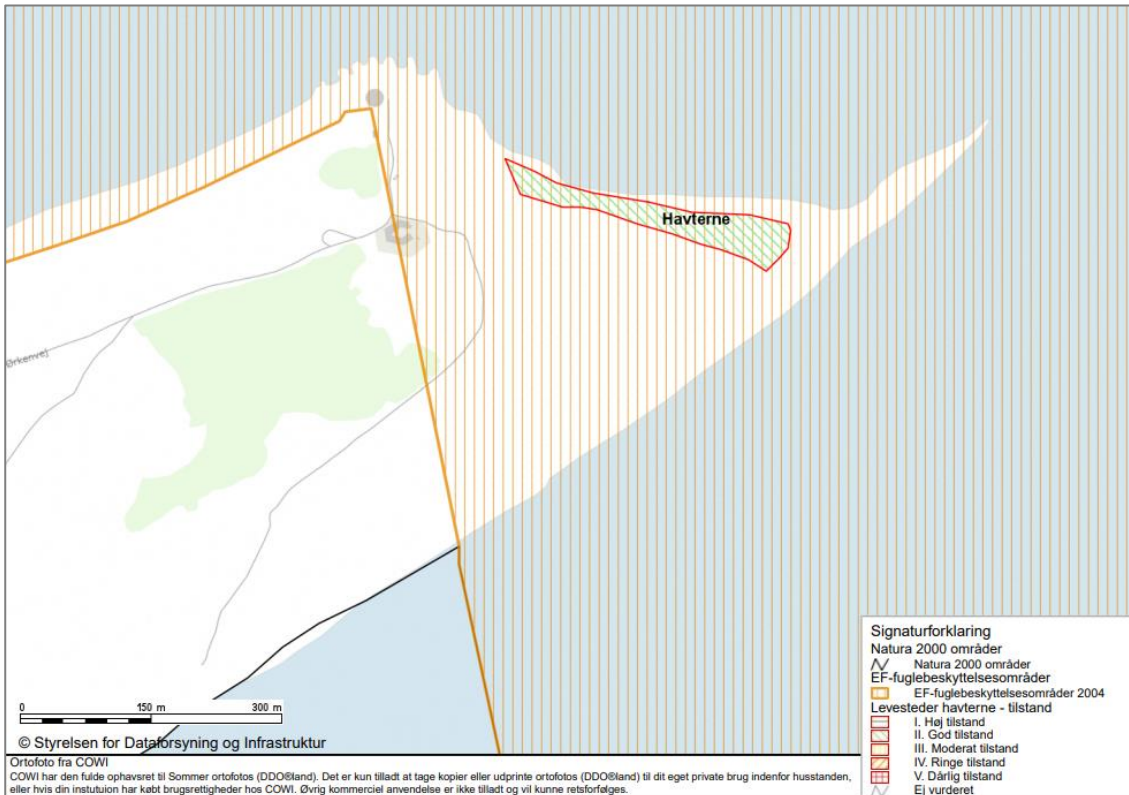 Havterne
Ørkenvej
0 150 m 300 m
© Styrelsen for Dataforsyning og Infrastruktur
Signaturforklaring
Natura 2000 områder
Natura 2000 områder
EF-fuglebeskyttelsesområder
EF-fuglebeskyttelsesområder 2004
Levesteder havterne - tilstand
I. Høj tilstand
II. God tilstand
III. Moderat tilstand
IV. Ringe tilstand
V. Dårlig tilstand
Ej vurderet
Ortofoto fra COWI
COWI har den fulde ophavsret til Sommer ortofotos (DDO®land). Det er kun tilladt at tage kopier eller udprinte ortofotos (DDO®land) til dit eget private brug indenfor husstanden,
eller hvis din instutuion har købt brugsrettigheder hos COWI. Øvrig kommerciel anvendelse er ikke tilladt og vil kunne retsforfølges.